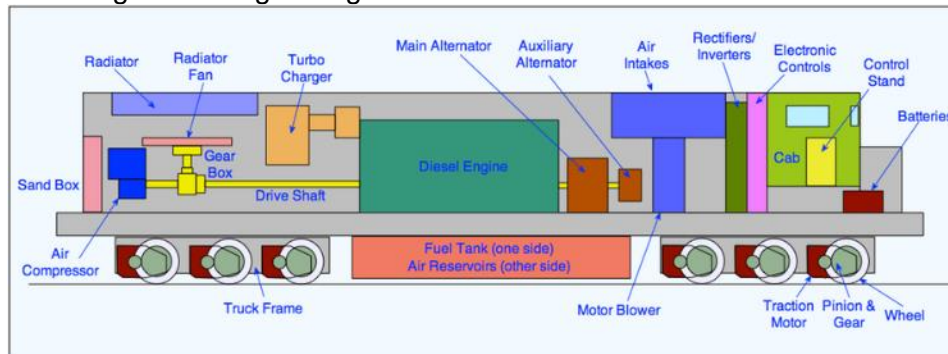 Radiator
Radiator
Fan
Turbo
Charger
Main Alternator
Auxiliary
Alternator
Air
Intakes
Rectifiers/
Inverters
Electronic
Controls
Control
Stand
Batteries
Sand Box
Gear
Box
Drive Shaft
Diesel Engine
Cab
Air
Compressor
Fuel Tank (one side)
Air Reservoirs (other side)
Truck Frame
Motor Blower
Traction
Motor
Pinion &
Gear
Wheel